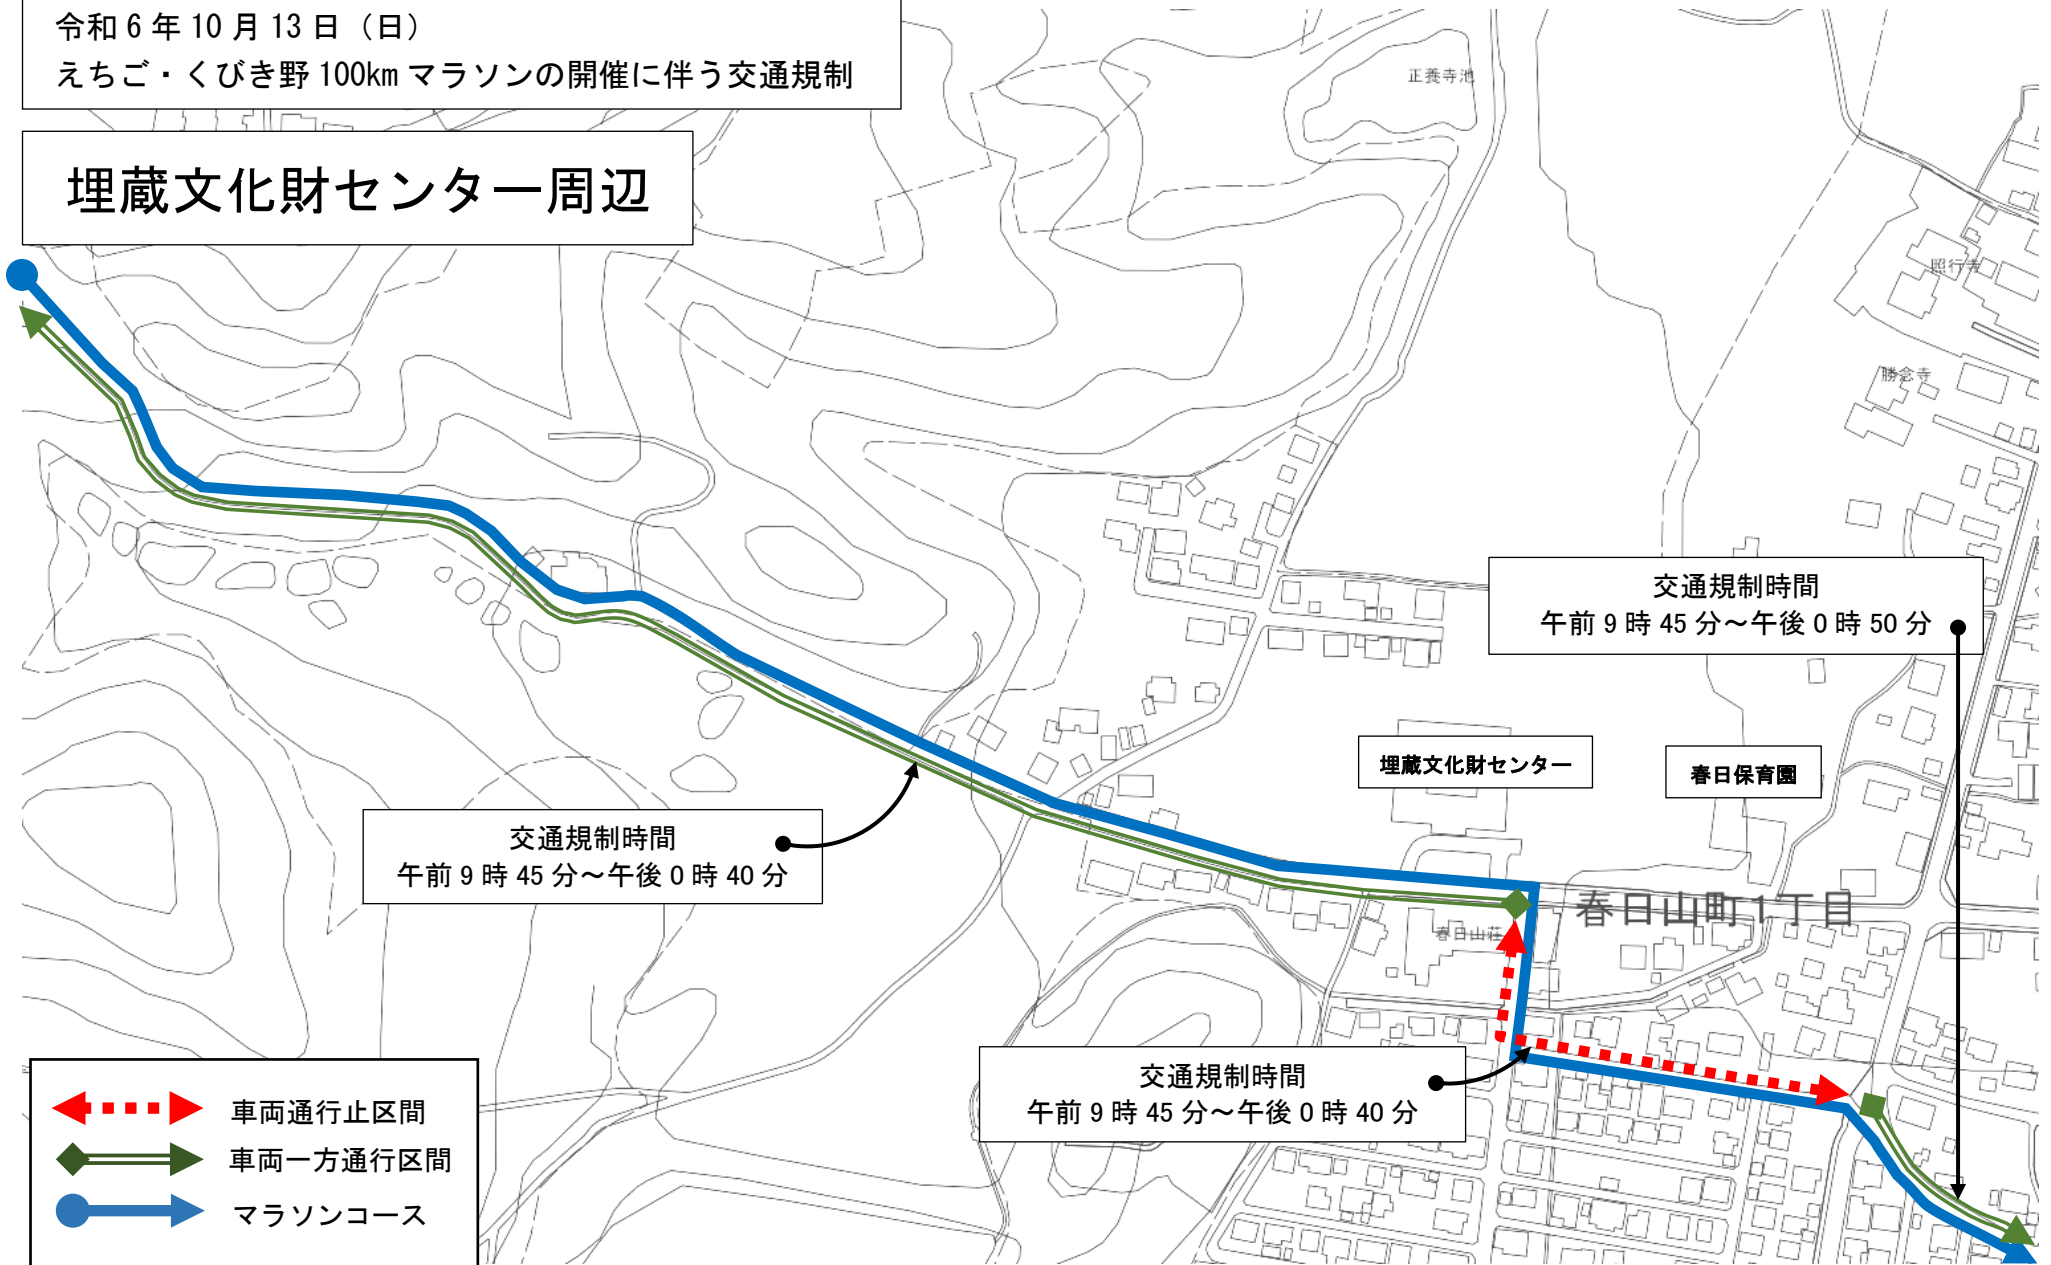 令和6年10月13日（日）
えちご・くびき野100kmマラソンの開催に伴う交通規制
埋蔵文化財センター周辺
正養寺池
照行寺
勝念寺
交通規制時間
午前9時45分～午後0時50分
埋蔵文化財センター
春日保育園
交通規制時間
午前9時45分～午後0時40分
春日山町1丁目
春日山荘
交通規制時間
午前9時45分～午後0時40分
車両通行止区間
車両一方通行区間
マラソンコース